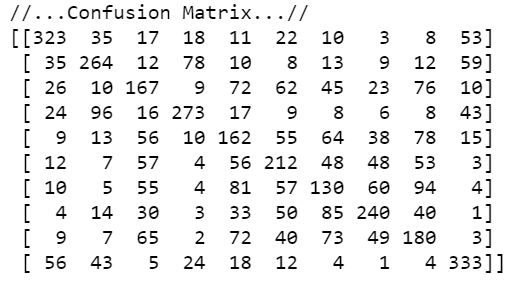 //...Confusion Matrix...//
[[323 35 17 18 11 22 10 3 8 53]
[ 35 264 12 78 10 8 13 9 12 59]
[ 26 10 167 9 72 62 45 23 76 10]
[ 24 96 16 273 17 9 8 6 8 43]
[ 9 13 56 10 162 55 64 38 78 15]
[ 12 7 57 4 56 212 48 48 53 3]
[ 10 5 55 4 81 57 130 60 94 4]
[ 4 14 30 3 33 50 85 240 40 1]
[ 9 7 65 2 72 40 73 49 180 3]
[ 56 43 5 24 18 12 4 1 4 333]]